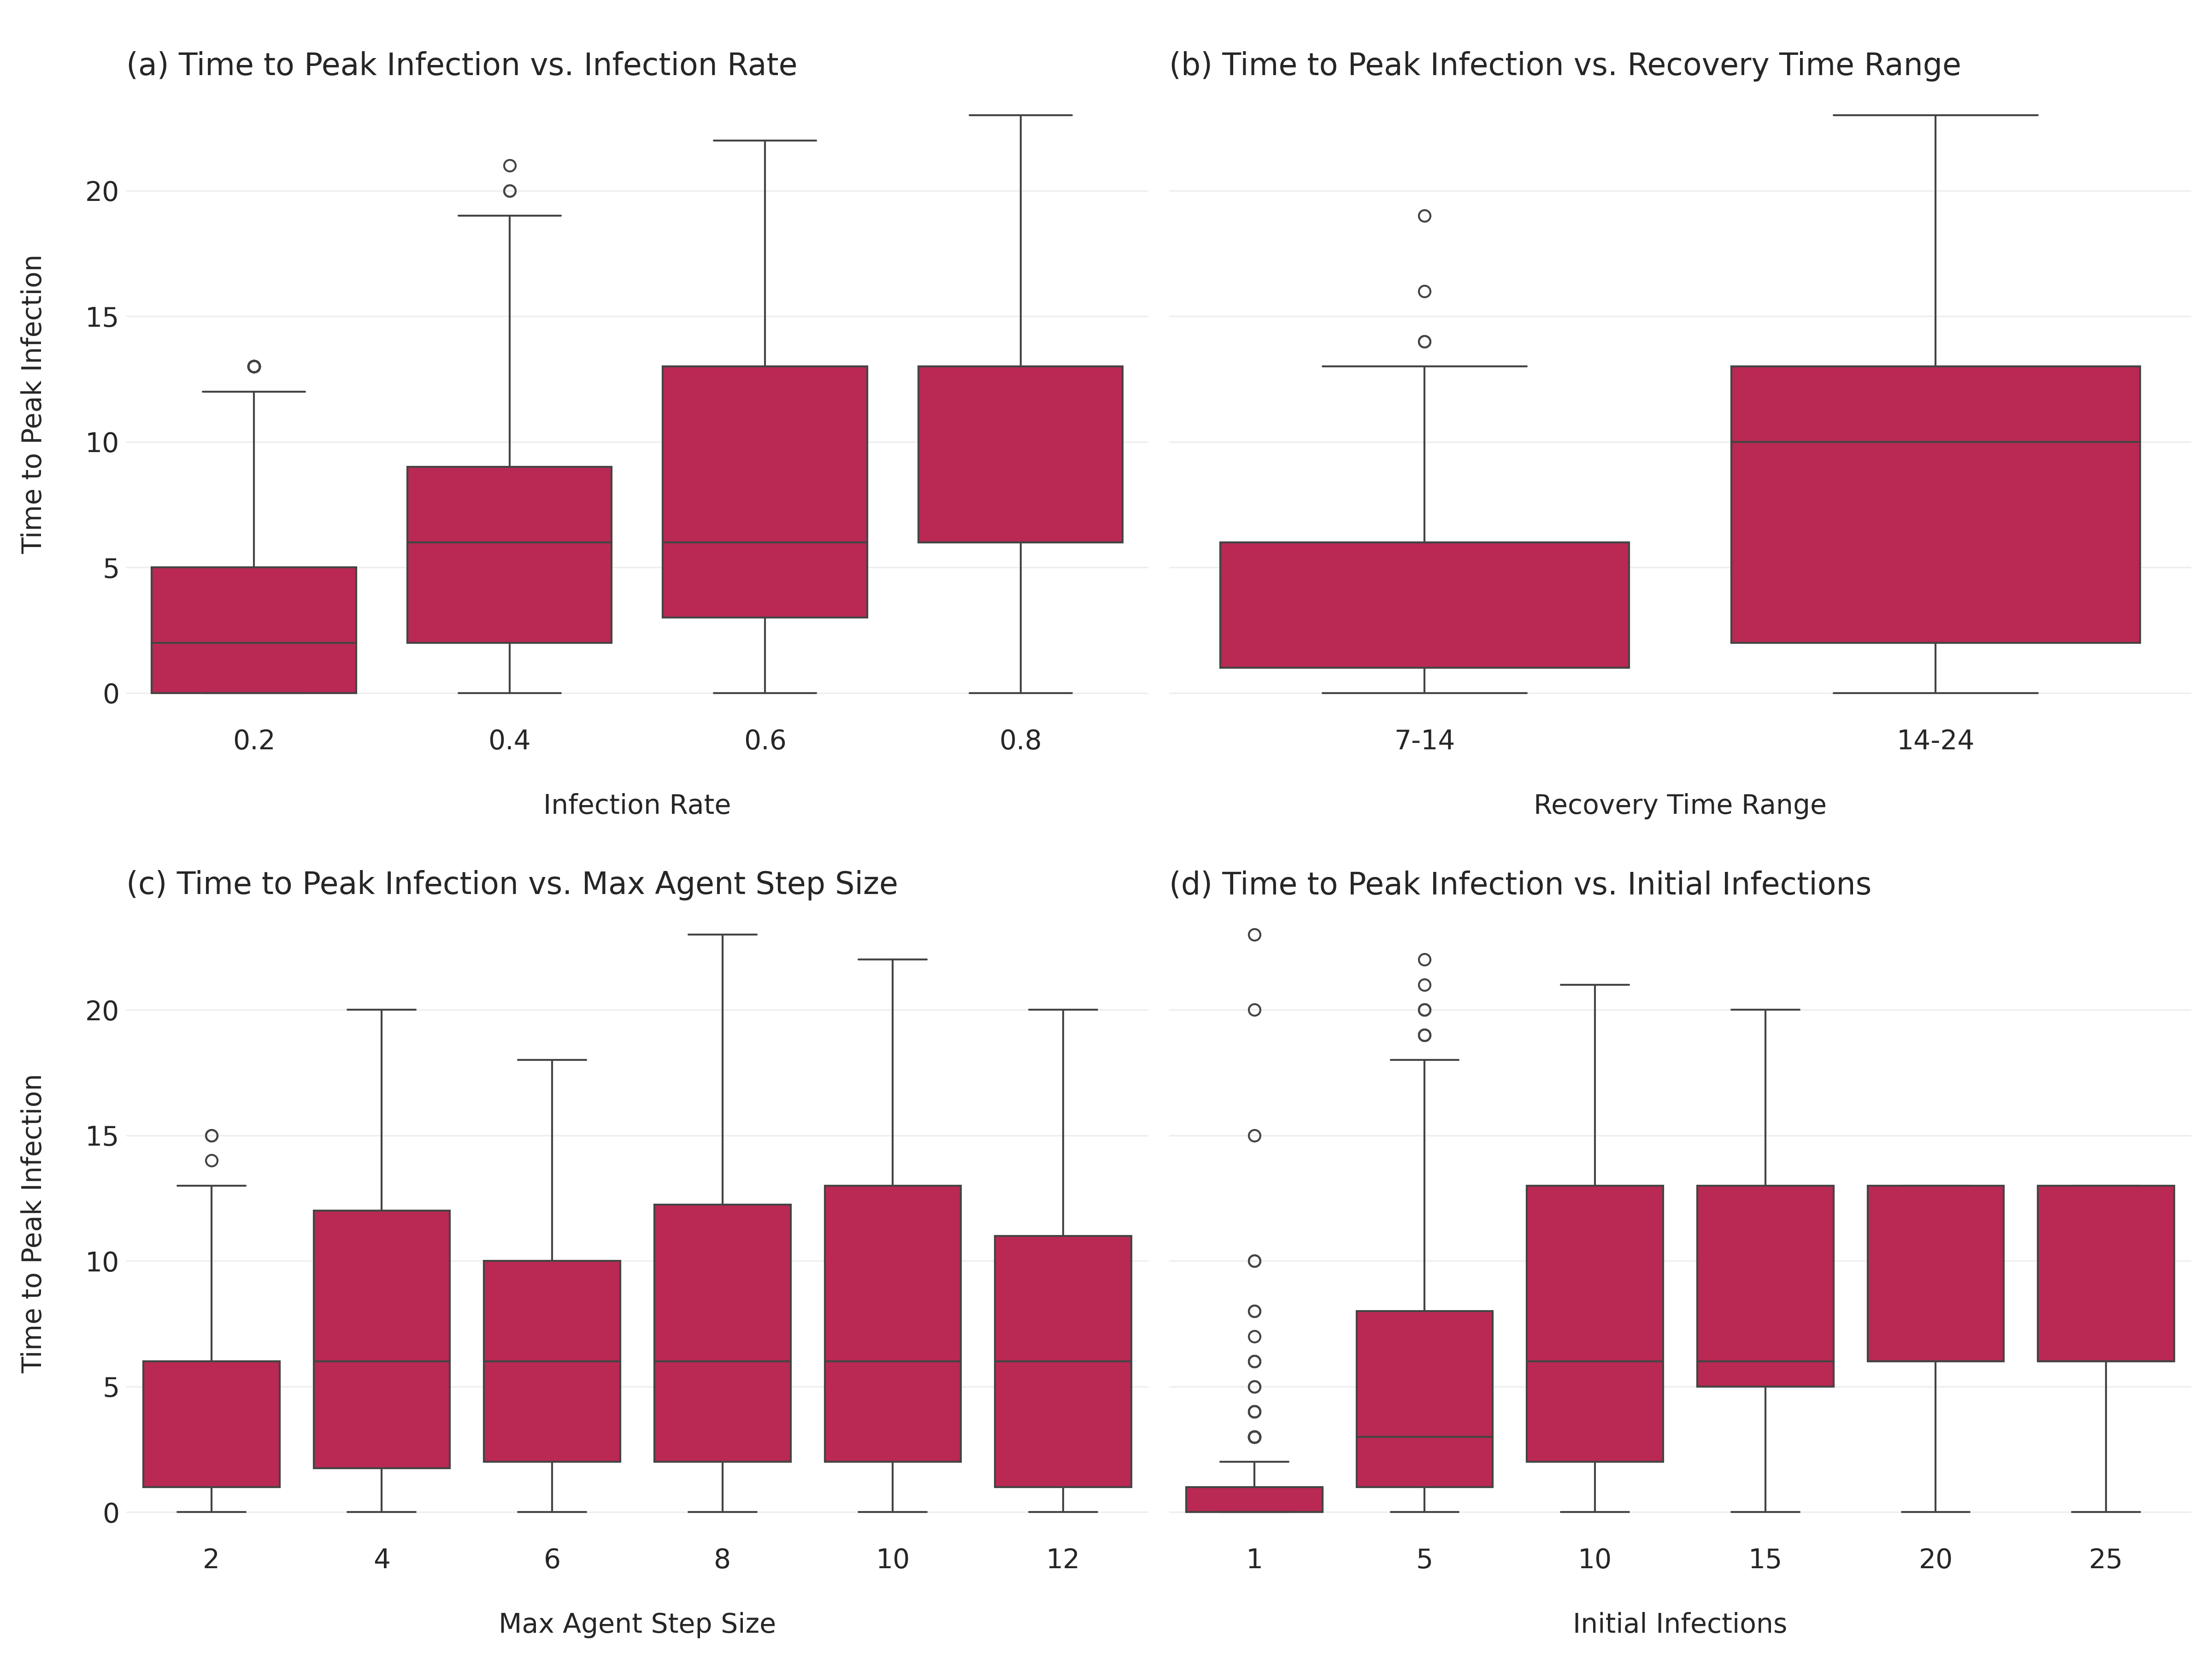 (a) Time to Peak Infection vs. Infection Rate
Time to Peak Infection
20
15
10
5
0
0.2 0.4 0.6 0.8
Infection Rate
(b) Time to Peak Infection vs. Recovery Time Range
7-14 14-24
Recovery Time Range
(c) Time to Peak Infection vs. Max Agent Step Size
Time to Peak Infection
20
15
10
5
0
2 4 6 8 10 12
Max Agent Step Size
(d) Time to Peak Infection vs. Initial Infections
1 5 10 15 20 25
Initial Infections